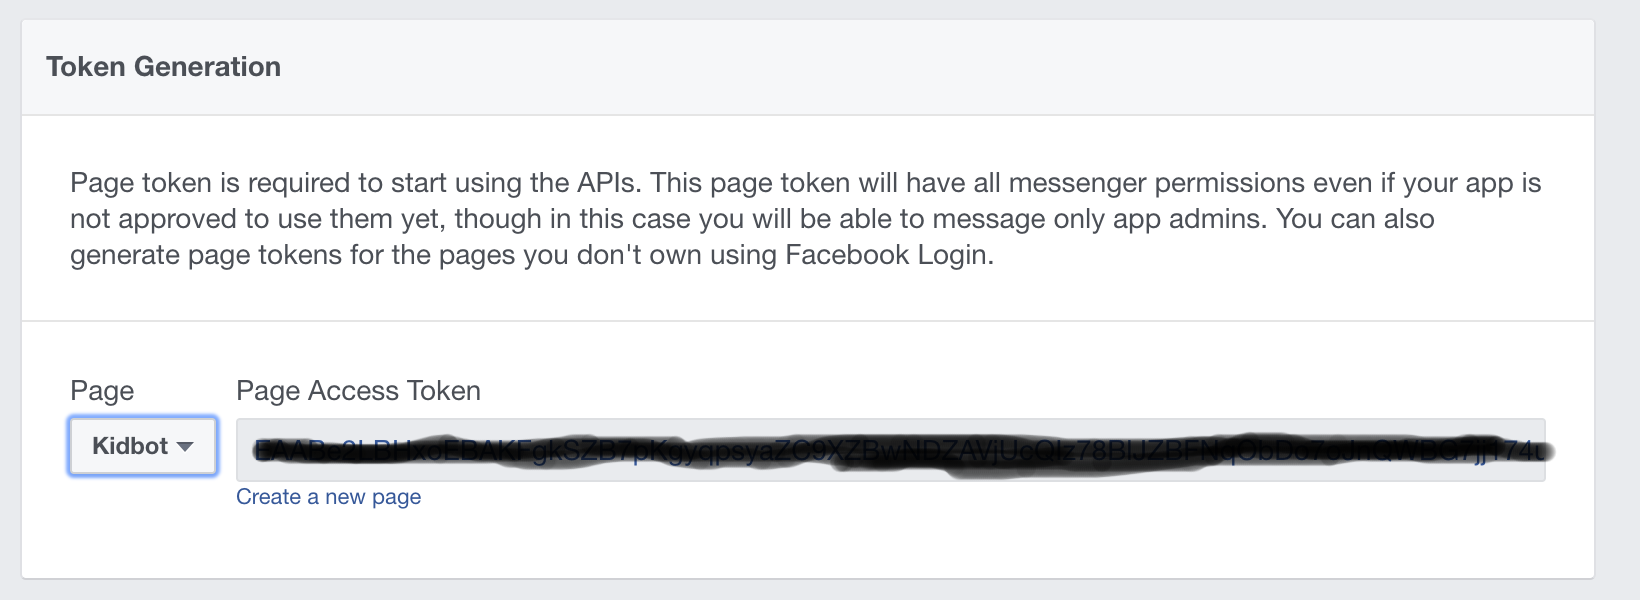 Token Generation
Page token is required to start using the APIs. This page token will have all messenger permissions even if your app is
not approved to use them yet, though in this case you will be able to message only app admins. You can also
generate page tokens for the pages you don't own using Facebook Login.
Page
Page Access Token
Kidbot
Create a new page